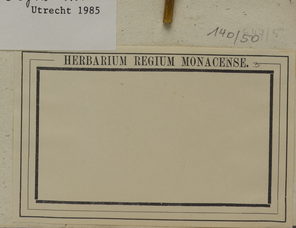 Utrecht 1985
140/50
HERBARIUM REGIUM MONACENSE.